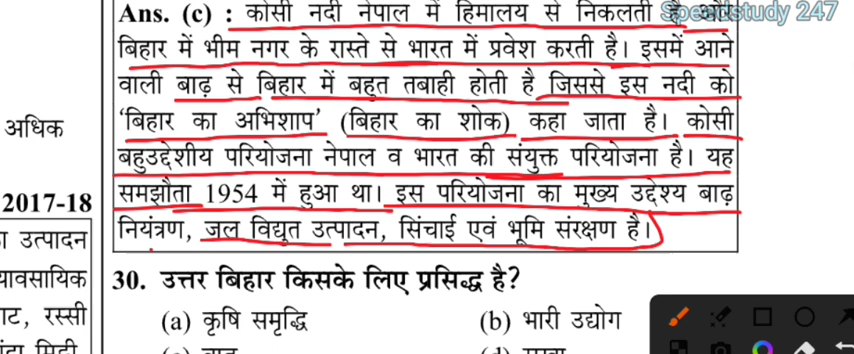 Ans. (c) : कोसी नदी नेपाल में हिमालय से निकलती है और
Speedstudy 247
बिहार में भीम नगर के रास्ते से भारत में प्रवेश करती है। इसमें आने
वाली बाढ़ से बिहार में बहुत तबाही होती है जिससे इस नदी को
अधिक
‘बिहार का अभिशाप’ (बिहार का शोक) कहा जाता है। कोसी
बहुउद्देशीय परियोजना नेपाल व भारत की संयुक्त परियोजना है। यह
2017-18
समझौता 1954 में हुआ था। इस परियोजना का मुख्य उद्देश्य बाढ़
उत्पादन
नियंत्रण, जल विद्युत उत्पादन, सिंचाई एवं भूमि संरक्षण है।
यावसायिक
30. उत्तर बिहार किसके लिए प्रसिद्ध है?
ाट, रस्सी
(a) कृषि समृद्धि (b) भारी उद्योग